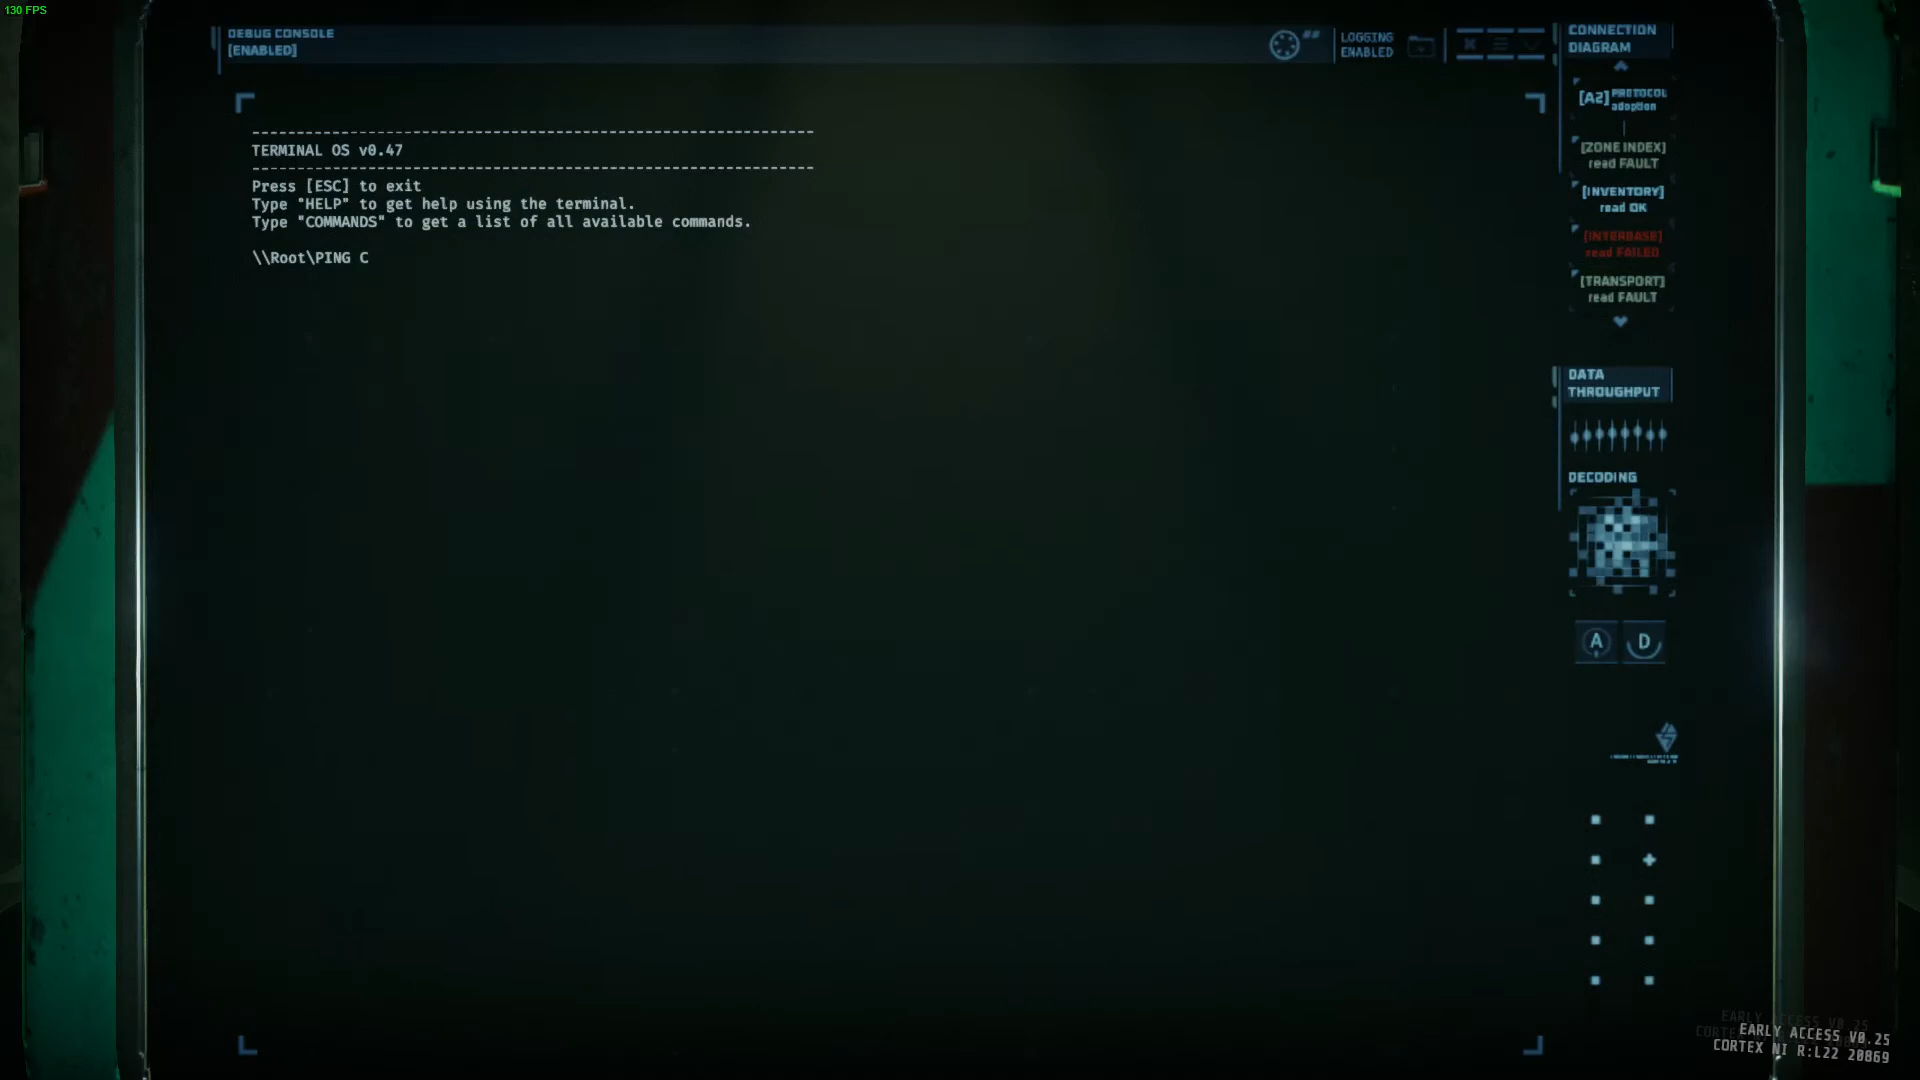 130 FPS
DEBUG CONSOLE
[ENABLED]
LOGGING
ENABLED
CONNECTION
DIAGRAM
[A2] PROTOCOL
adoption
[ZONE INDEX]
read FAULT
[INVENTORY]
read OK
[INTERBASE]
read FAILED
[TRANSPORT]
read FAULT
------------------------------------------------------------
TERMINAL OS v0.47
------------------------------------------------------------
Press [ESC] to exit
Type "HELP" to get help using the terminal.
Type "COMMANDS" to get a list of all available commands.
\\Root\PING C
DATA
THROUGHPUT
DECODING
A D
EARLY ACCESS V0.25
CORTEX NI R:L22 20869